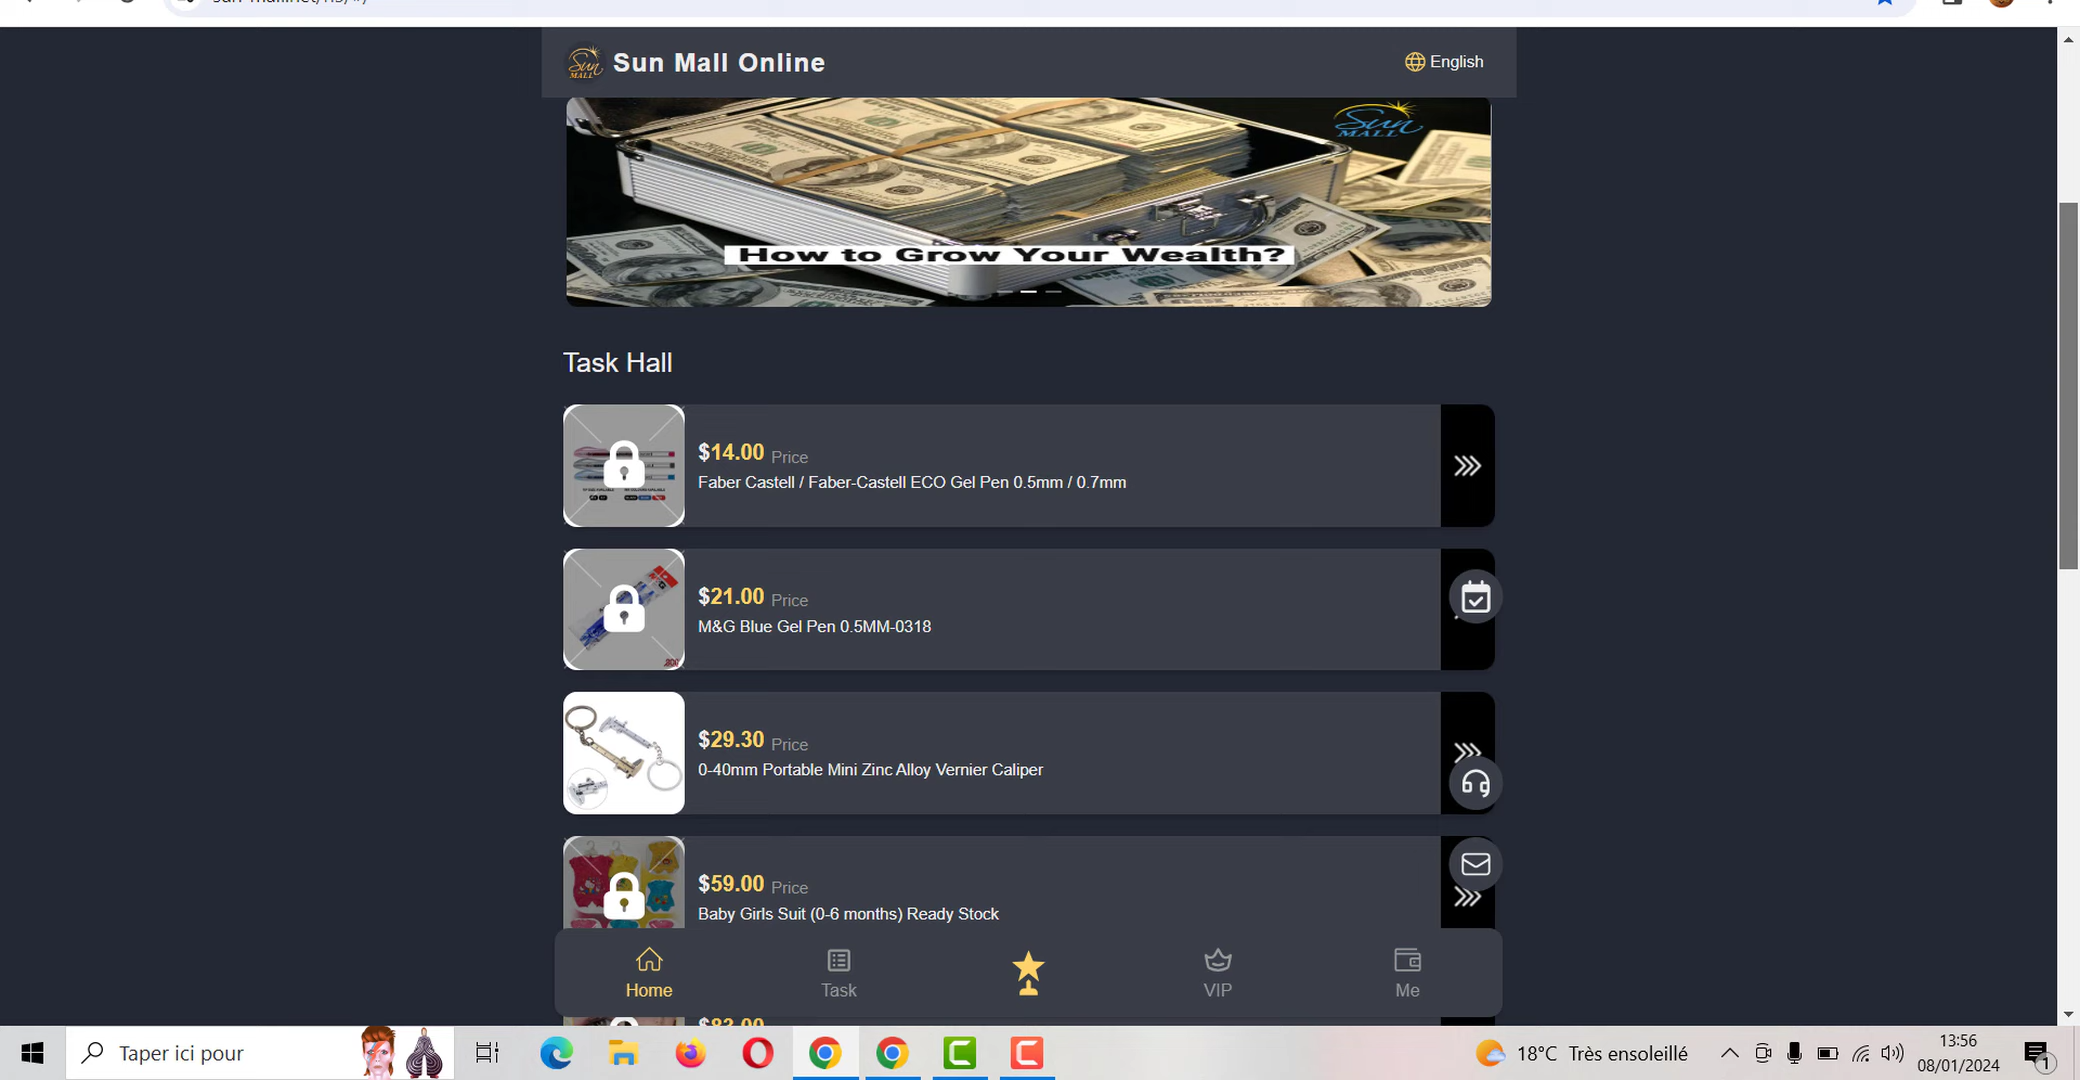 Sun Mall Online
English
Sun
MALL
Sun
MALL
How to Grow Your Wealth?
Task Hall
$14.00 Price
Faber Castell / Faber-Castell ECO Gel Pen 0.5mm / 0.7mm
$21.00 Price
M&G Blue Gel Pen 0.5MM-0318
$29.30 Price
0-40mm Portable Mini Zinc Alloy Vernier Caliper
$59.00 Price
Baby Girls Suit (0-6 months) Ready Stock
Home
Task
VIP
Me
Taper ici pour
18°C Très ensoleillé
13:56
08/01/2024
1